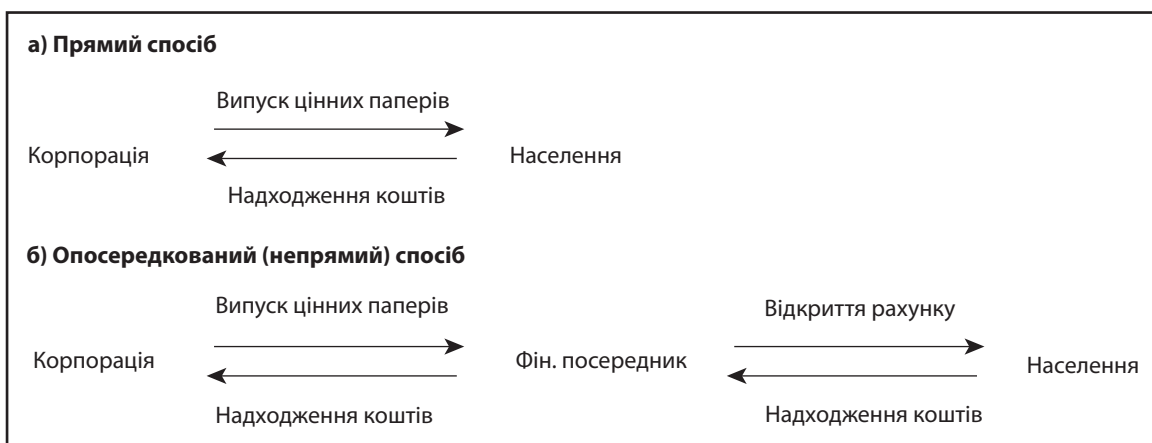 а) Прямий спосіб
Випуск цінних паперів
Корпорація
Населення
Надходження коштів
б) Опосередкований (непрямий) спосіб
Випуск цінних паперів
Відкриття рахунку
Корпорація
Фін. посередник
Населення
Надходження коштів
Надходження коштів